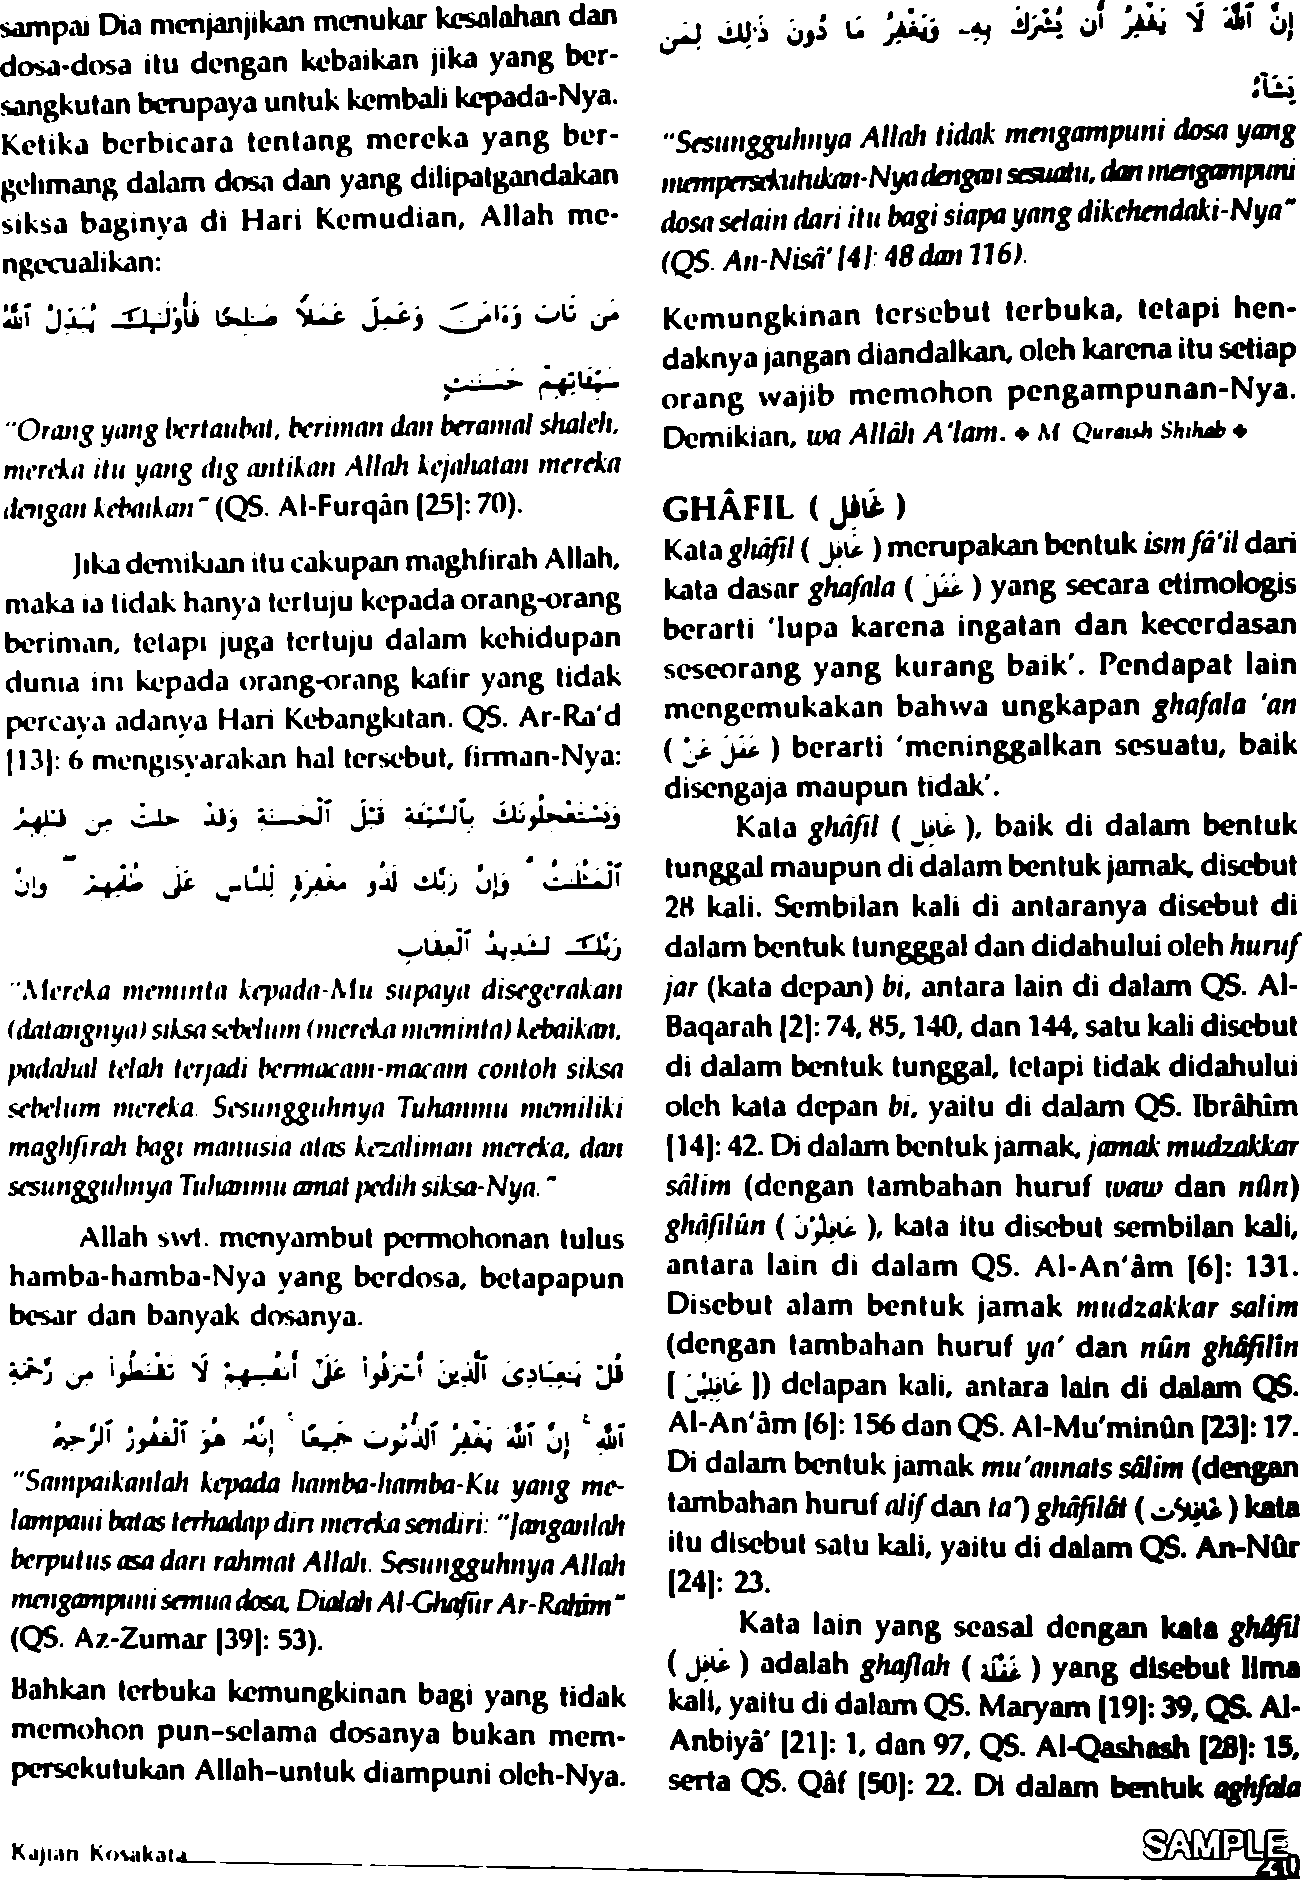 sampai Dia menjanjikan menukar kesalahan dan
dosa-dosa itu dengan kebaikan jika yang ber-
sangkutan berupaya untuk kembali kepada-Nya.
Ketika berbicara tentang mereka yang ber-
gelimang dalam dosa dan yang dilipatgandakan
siksa baginya di Hari Kemudian, Allah me-
ngecualikan:
مَن تَابَ وَءَامَنَ وَعَمِلَ عَمَلًا صَـٰلِحًا فَأُو۟لَـٰٓئِكَ يُبَدِّلُ ٱللَّهُ
سَيِّـَٔاتِهِمْ حَسَنَـٰتٍ
"Orang yang bertaubat, beriman dan beramal shaleh,
mereka itu yang dig antikan Allah kejahatan mereka
dengan kebaikan" (QS. Al-Furqân [25]: 70).
Jika demikian itu cakupan maghfirah Allah,
maka ia tidak hanya tertuju kepada orang-orang
beriman, tetapi juga tertuju dalam kehidupan
dunia ini kepada orang-orang kafir yang tidak
percaya adanya Hari Kebangkitan. QS. Ar-Ra'd
[13]: 6 mengisyarakan hal tersebut, firman-Nya:
وَيَسْتَعْجِلُونَكَ بِٱلسَّيِّئَةِ قَبْلَ ٱلْحَسَنَةِ وَقَدْ خَلَتْ مِن قَبْلِهِمُ
ٱلْمَثُلَـٰتُ ۗ وَإِنَّ رَبَّكَ لَذُو مَغْفِرَةٍ لِّلنَّاسِ عَلَىٰ ظُلْمِهِمْ ۖ وَإِنَّ
رَبَّكَ لَشَدِيدُ ٱلْعِقَابِ
"Mereka meminta kepada-Mu supaya disegerakan
(datangnya) siksa sebelum (mereka meminta) kebaikan,
padahal telah terjadi bermacam-macam contoh siksa
sebelum mereka. Sesungguhnya Tuhanmu memiliki
maghfirah bagi manusia atas kezaliman mereka, dan
sesungguhnya Tuhanmu amat pedih siksa-Nya."
Allah swt. menyambut permohonan tulus
hamba-hamba-Nya yang berdosa, betapapun
besar dan banyak dosanya.
قُلْ يَـٰعِبَادِىَ ٱلَّذِينَ أَسْرَفُوا۟ عَلَىٰٓ أَنفُسِهِمْ لَا تَقْنَطُوا۟ مِن رَّحْمَةِ
ٱللَّهِ ۚ إِنَّ ٱللَّهَ يَغْفِرُ ٱلذُّنُوبَ جَمِيعًا ۚ إِنَّهُۥ هُوَ ٱلْغَفُورُ ٱلرَّحِيمُ
"Sampaikanlah kepada hamba-hamba-Ku yang me-
lampaui batas terhadap diri mereka sendiri: "Janganlah
berputus asa dari rahmat Allah. Sesungguhnya Allah
mengampuni semua dosa, Dialah Al-Ghafûr Ar-Rahîm"
(QS. Az-Zumar [39]: 53).
Bahkan terbuka kemungkinan bagi yang tidak
memohon pun–selama dosanya bukan mem-
persekutukan Allah–untuk diampuni oleh-Nya.
إِنَّ ٱللَّهَ لَا يَغْفِرُ أَن يُشْرَكَ بِهِۦ وَيَغْفِرُ مَا دُونَ ذَٰلِكَ لِمَن
يَشَآءُ
"Sesungguhnya Allah tidak mengampuni dosa yang
mempersekutukan-Nya dengan sesuatu, dan mengampuni
dosa selain dari itu bagi siapa yang dikehendaki-Nya"
(QS. An-Nisâ' [4]: 48 dan 116).
Kemungkinan tersebut terbuka, tetapi hen-
daknya jangan diandalkan, oleh karena itu setiap
orang wajib memohon pengampunan-Nya.
Demikian, wa Allâh A'lam. ♦ M Quraish Shihab ♦
GHÂFIL ( غَافِل )
Kata ghâfil ( غَافِل ) merupakan bentuk ism fâ'il dari
kata dasar ghafala ( غَفَلَ ) yang secara etimologis
berarti 'lupa karena ingatan dan kecerdasan
seseorang yang kurang baik'. Pendapat lain
mengemukakan bahwa ungkapan ghafala 'an
( غَفَلَ عَنْ ) berarti 'meninggalkan sesuatu, baik
disengaja maupun tidak'.
Kata ghâfil ( غَافِل ), baik di dalam bentuk
tunggal maupun di dalam bentuk jamak, disebut
28 kali. Sembilan kali di antaranya disebut di
dalam bentuk tungggal dan didahului oleh huruf
jar (kata depan) bi, antara lain di dalam QS. Al-
Baqarah [2]: 74, 85, 140, dan 144, satu kali disebut
di dalam bentuk tunggal, tetapi tidak didahului
oleh kata depan bi, yaitu di dalam QS. Ibrâhîm
[14]: 42. Di dalam bentuk jamak, jamak mudzakkar
sâlim (dengan tambahan huruf waw dan nûn)
ghâfilûn ( غَافِلُوْنَ ), kata itu disebut sembilan kali,
antara lain di dalam QS. Al-An'âm [6]: 131.
Disebut alam bentuk jamak mudzakkar salim
(dengan tambahan huruf ya' dan nûn ghâfilîn
[ غَافِلِيْنَ ]) delapan kali, antara lain di dalam QS.
Al-An'âm [6]: 156 dan QS. Al-Mu'minûn [23]: 17.
Di dalam bentuk jamak mu'annats sâlim (dengan
tambahan huruf alif dan ta') ghâfilât ( غَافِلَات ) kata
itu disebut satu kali, yaitu di dalam QS. An-Nûr
[24]: 23.
Kata lain yang seasal dengan kata ghâfil
( غَافِل ) adalah ghaflah ( غَفْلَة ) yang disebut lima
kali, yaitu di dalam QS. Maryam [19]: 39, QS. Al-
Anbiyâ' [21]: 1, dan 97, QS. Al-Qashash [28]: 15,
serta QS. Qâf [50]: 22. Di dalam bentuk aghfala
Kajian Kosakata
SAMPLE